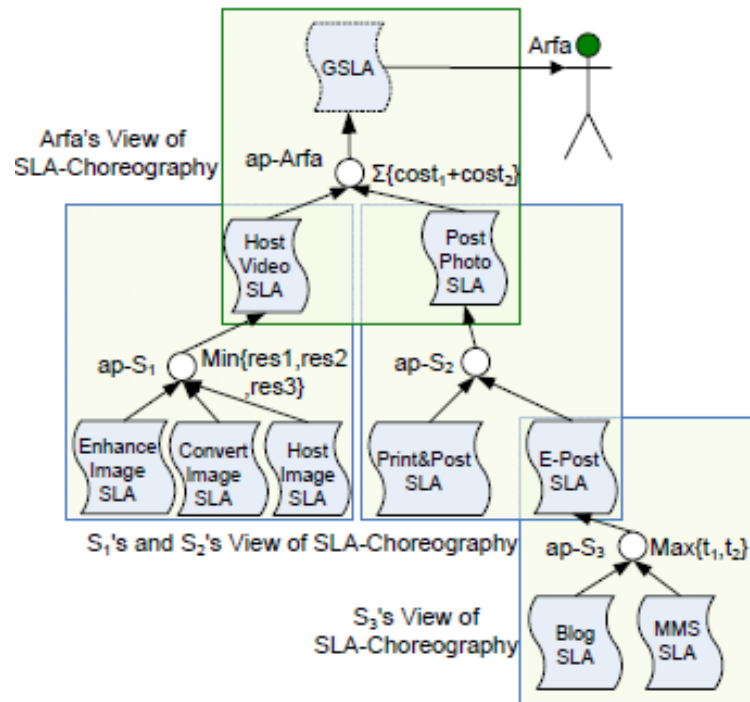 Arfa
GSLA
Arfa's View of
SLA-Choreography
ap-Arfa
Σ{cost₁+cost₂}
Host
Video
SLA
Post
Photo
SLA
ap-S₁
Min{res1,res2
,res3}
ap-S₂
Enhance
Image
SLA
Convert
Image
SLA
Host
Image
SLA
Print&Post
SLA
E-Post
SLA
S₁'s and S₂'s View of SLA-Choreography
ap-S₃
Max{t₁,t₂}
S₃'s View of
SLA-Choreography
Blog
SLA
MMS
SLA